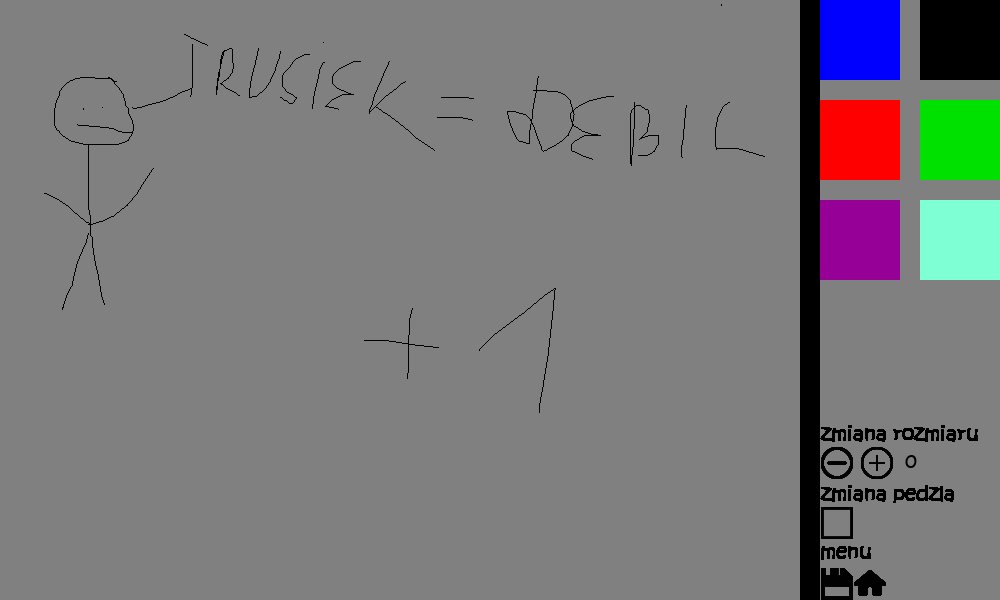 TRUSIEK = DEBIL
+ 1
zmiana rozmiaru
- + 0
zmiana pedzla
menu